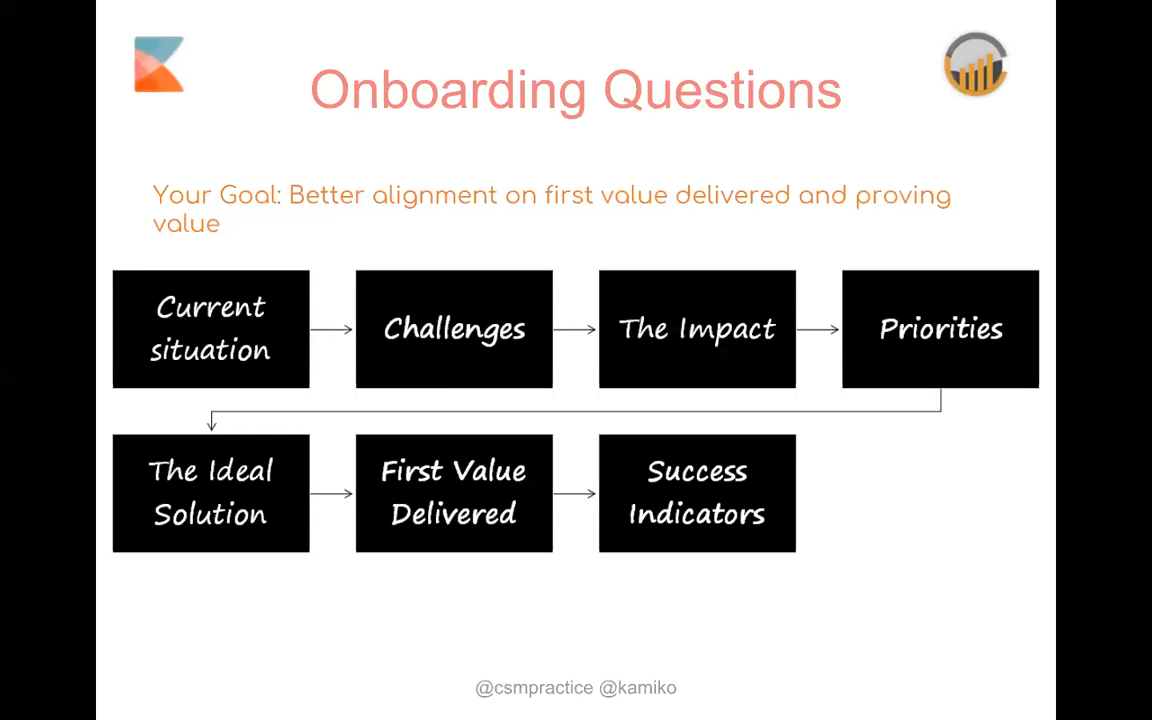 Onboarding Questions
Your Goal: Better alignment on first value delivered and proving
value
Current
situation
Challenges
The Impact
Priorities
The Ideal
Solution
First Value
Delivered
Success
Indicators
@csmpractice @kamiko